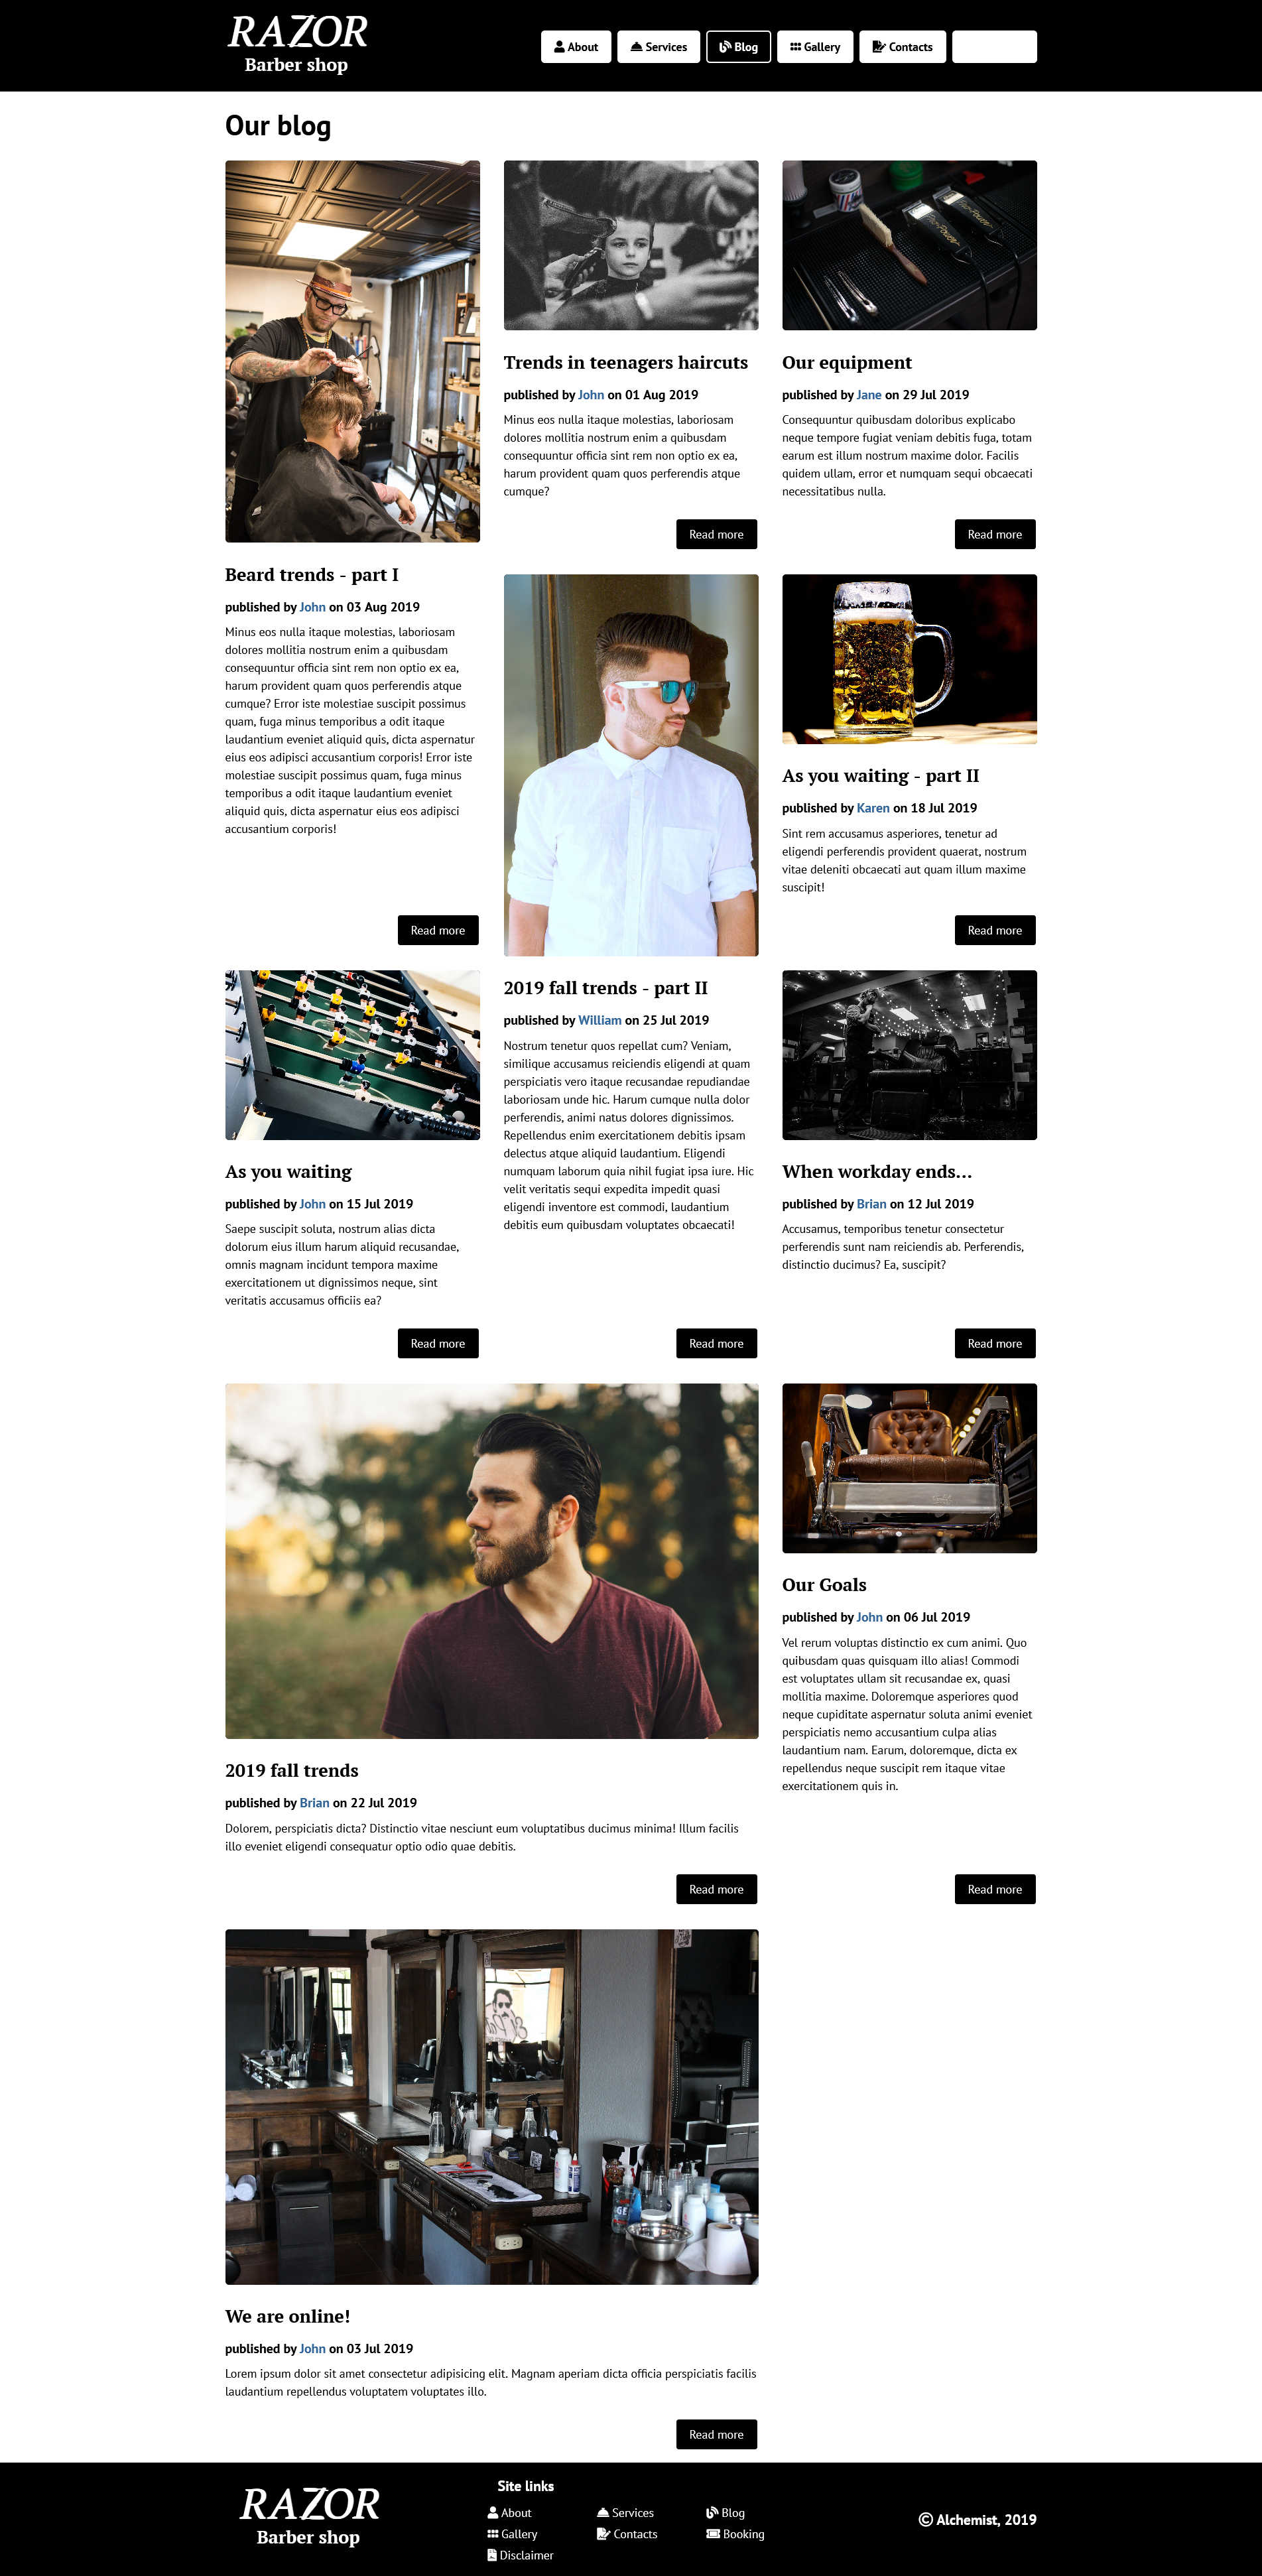 RAZOR
Barber shop
About
Services
Blog
Gallery
Contacts
Our blog
Beard trends - part I
published by John on 03 Aug 2019
Minus eos nulla itaque molestias, laboriosam
dolores mollitia nostrum enim a quibusdam
consequuntur officia sint rem non optio ex ea,
harum provident quam quos perferendis atque
cumque? Error iste molestiae suscipit possimus
quam, fuga minus temporibus a odit itaque
laudantium eveniet aliquid quis, dicta aspernatur
eius eos adipisci accusantium corporis! Error iste
molestiae suscipit possimus quam, fuga minus
temporibus a odit itaque laudantium eveniet
aliquid quis, dicta aspernatur eius eos adipisci
accusantium corporis!
Read more
Trends in teenagers haircuts
published by John on 01 Aug 2019
Minus eos nulla itaque molestias, laboriosam
dolores mollitia nostrum enim a quibusdam
consequuntur officia sint rem non optio ex ea,
harum provident quam quos perferendis atque
cumque?
Read more
Our equipment
published by Jane on 29 Jul 2019
Consequuntur quibusdam doloribus explicabo
neque tempore fugiat veniam debitis fuga, totam
earum est illum nostrum maxime dolor. Facilis
quidem ullam, error et numquam sequi obcaecati
necessitatibus nulla.
Read more
2019 fall trends - part II
published by William on 25 Jul 2019
Nostrum tenetur quos repellat cum? Veniam,
similique accusamus reiciendis eligendi at quam
perspiciatis vero itaque recusandae repudiandae
laboriosam unde hic. Harum cumque nulla dolor
perferendis, animi natus dolores dignissimos.
Repellendus enim exercitationem debitis ipsam
delectus atque aliquid laudantium. Eligendi
numquam laborum quia nihil fugiat ipsa iure. Hic
velit veritatis sequi expedita impedit quasi
eligendi inventore est commodi, laudantium
debitis eum quibusdam voluptates obcaecati!
Read more
As you waiting - part II
published by Karen on 18 Jul 2019
Sint rem accusamus asperiores, tenetur ad
eligendi perferendis provident quaerat, nostrum
vitae deleniti obcaecati aut quam illum maxime
suscipit!
Read more
As you waiting
published by John on 15 Jul 2019
Saepe suscipit soluta, nostrum alias dicta
dolorum eius illum harum aliquid recusandae,
omnis magnam incidunt tempora maxime
exercitationem ut dignissimos neque, sint
veritatis accusamus officiis ea?
Read more
When workday ends...
published by Brian on 12 Jul 2019
Accusamus, temporibus tenetur consectetur
perferendis sunt nam reiciendis ab. Perferendis,
distinctio ducimus? Ea, suscipit?
Read more
2019 fall trends
published by Brian on 22 Jul 2019
Dolorem, perspiciatis dicta? Distinctio vitae nesciunt eum voluptatibus ducimus minima! Illum facilis
illo eveniet eligendi consequatur optio odio quae debitis.
Read more
Our Goals
published by John on 06 Jul 2019
Vel rerum voluptas distinctio ex cum animi. Quo
quibusdam quas quisquam illo alias! Commodi
est voluptates ullam sit recusandae ex, quasi
mollitia maxime. Doloremque asperiores quod
neque cupiditate aspernatur soluta animi eveniet
perspiciatis nemo accusantium culpa alias
laudantium nam. Earum, doloremque, dicta ex
repellendus neque suscipit rem itaque vitae
exercitationem quis in.
Read more
We are online!
published by John on 03 Jul 2019
Lorem ipsum dolor sit amet consectetur adipisicing elit. Magnam aperiam dicta officia perspiciatis facilis
laudantium repellendus voluptatem voluptates illo.
Read more
RAZOR
Barber shop
Site links
About
Services
Blog
Gallery
Contacts
Booking
Disclaimer
© Alchemist, 2019